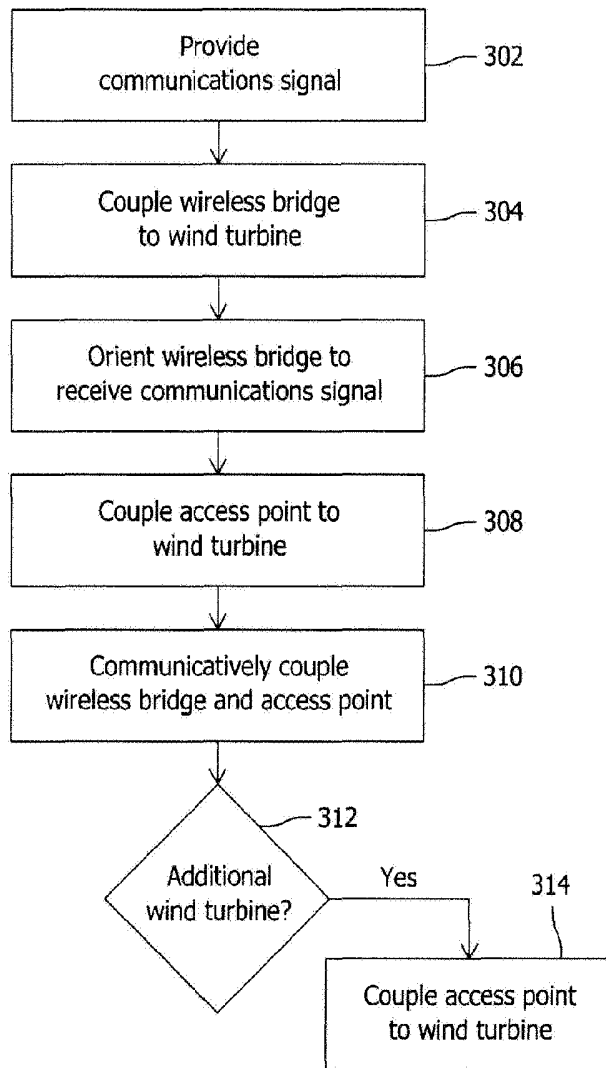 Provide
communications signal
302
Couple wireless bridge
to wind turbine
304
Orient wireless bridge to
receive communications signal
306
Couple access point to
wind turbine
308
Communicatively couple
wireless bridge and access point
310
312
Additional
wind turbine?
Yes
314
Couple access point
to wind turbine